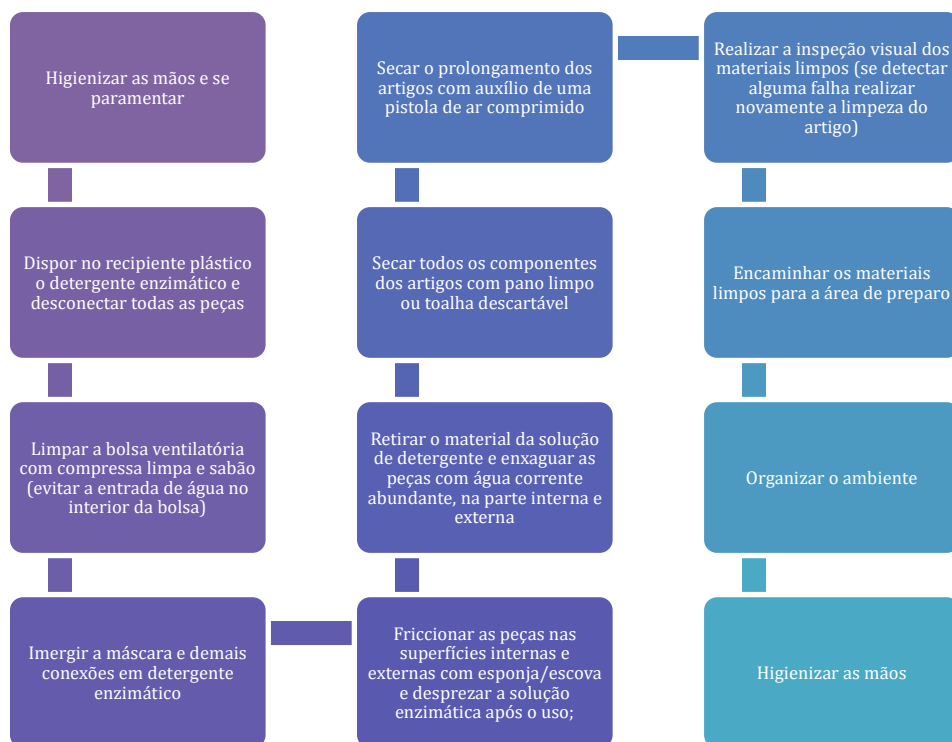 Higienizar as mãos e se
paramentar
Dispor no recipiente plástico
o detergente enzimático e
desconectar todas as peças
Limpar a bolsa ventilatória
com compressa limpa e sabão
(evitar a entrada de água no
interior da bolsa)
Imergir a máscara e demais
conexões em detergente
enzimático
Friccionar as peças nas
superfícies internas e
externas com esponja/escova
e desprezar a solução
enzimática após o uso;
Retirar o material da solução
de detergente e enxaguar as
peças com água corrente
abundante, na parte interna e
externa
Secar todos os componentes
dos artigos com pano limpo
ou toalha descartável
Secar o prolongamento dos
artigos com auxílio de uma
pistola de ar comprimido
Realizar a inspeção visual dos
materiais limpos (se detectar
alguma falha realizar
novamente a limpeza do
artigo)
Encaminhar os materiais
limpos para a área de preparo
Organizar o ambiente
Higienizar as mãos